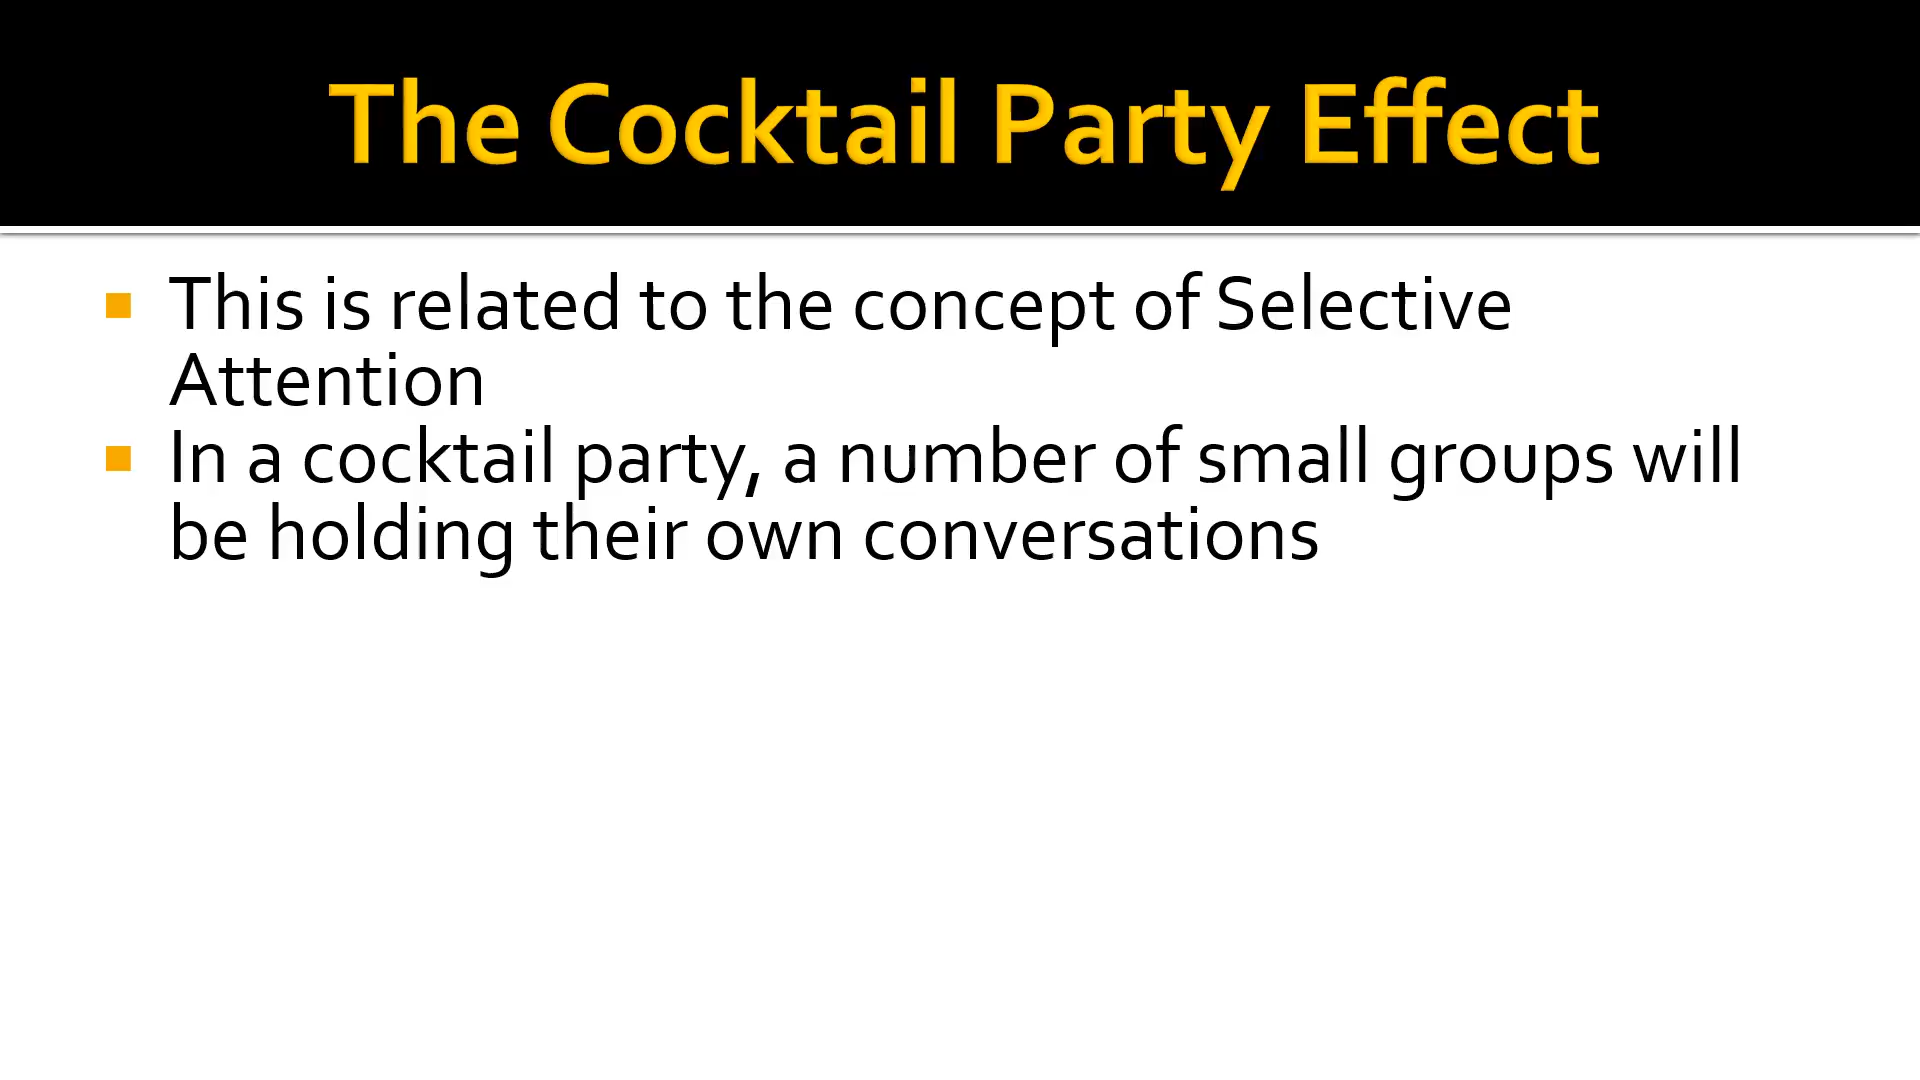 The Cocktail Party Effect
This is related to the concept of Selective
Attention
In a cocktail party, a number of small groups will
be holding their own conversations